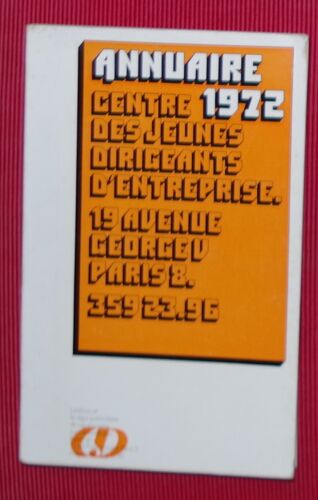 ANNUAIRE
CENTRE 1972
DES JEUNES
DIRIGEANTS
D'ENTREPRISE.
19 AVENUE
GEORGE V
PARIS 8.
359 23.96